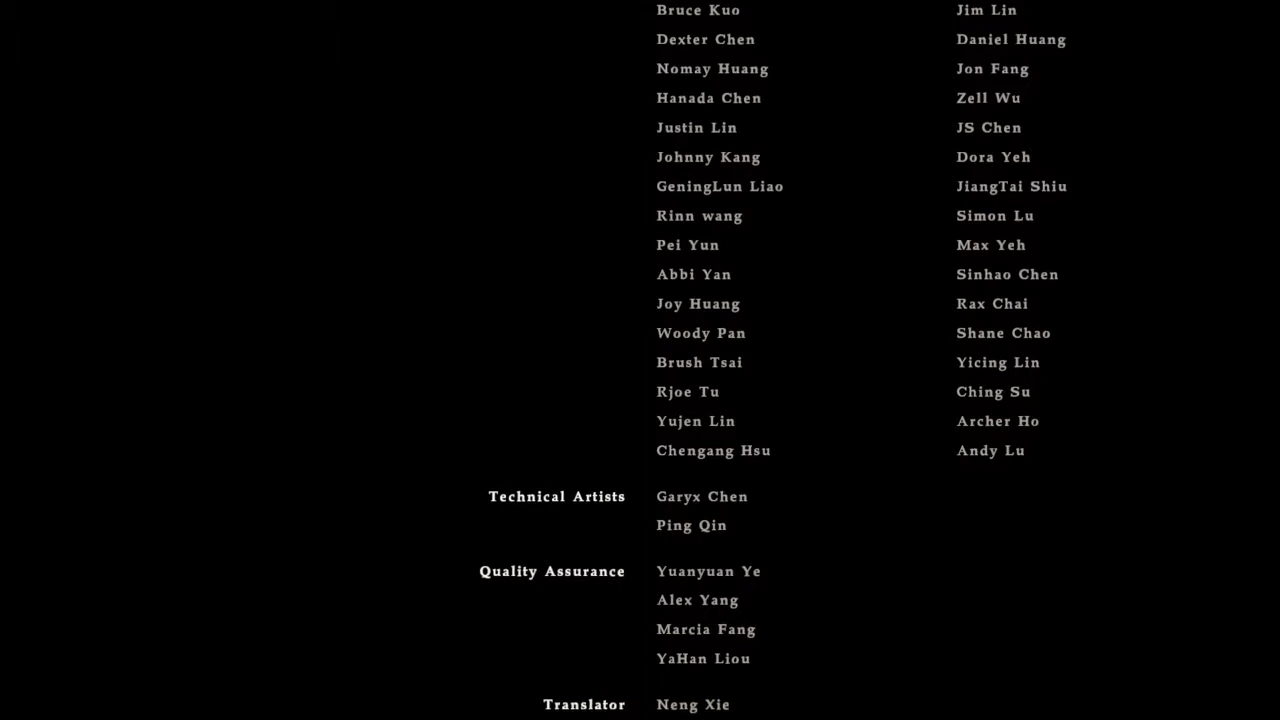 Bruce Kuo Jim Lin
Dexter Chen Daniel Huang
Nomay Huang Jon Fang
Hanada Chen Zell Wu
Justin Lin JS Chen
Johnny Kang Dora Yeh
GeningLun Liao JiangTai Shiu
Rinn wang Simon Lu
Pei Yun Max Yeh
Abbi Yan Sinhao Chen
Joy Huang Rax Chai
Woody Pan Shane Chao
Brush Tsai Yicing Lin
Rjoe Tu Ching Su
Yujen Lin Archer Ho
Chengang Hsu Andy Lu
Technical Artists Garyx Chen
Ping Qin
Quality Assurance Yuanyuan Ye
Alex Yang
Marcia Fang
YaHan Liou
Translator Neng Xie